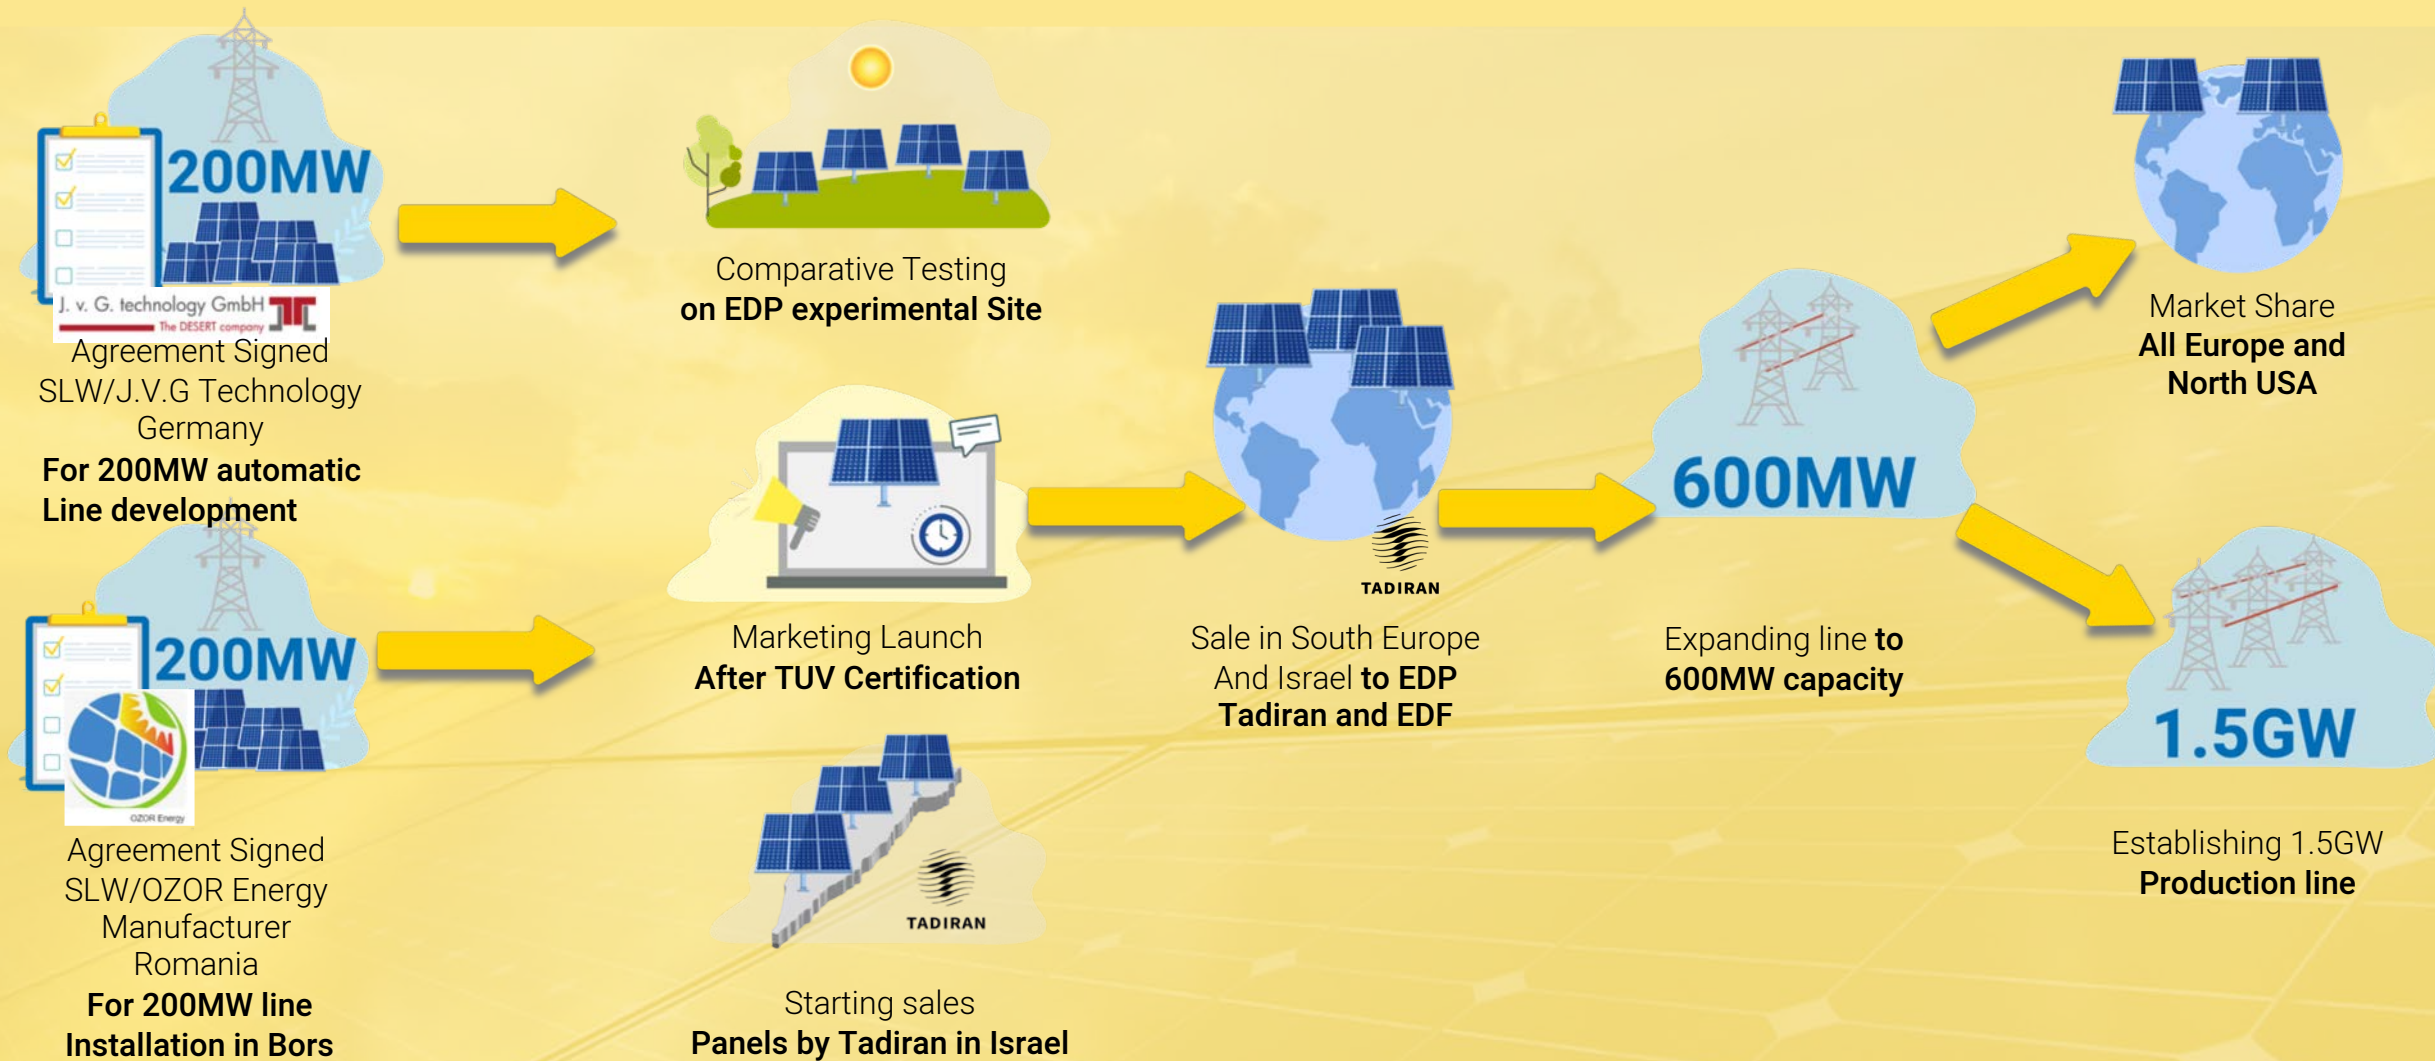 200MW
J. v. G. technology GmbH
The DESERT company
Agreement Signed
SLW/J.V.G Technology
Germany
For 200MW automatic
Line development
200MW
OZOR Energy
Agreement Signed
SLW/OZOR Energy
Manufacturer
Romania
For 200MW line
Installation in Bors
Comparative Testing
on EDP experimental Site
Marketing Launch
After TUV Certification
TADIRAN
Starting sales
Panels by Tadiran in Israel
TADIRAN
Sale in South Europe
And Israel to EDP
Tadiran and EDF
600MW
Expanding line to
600MW capacity
Market Share
All Europe and
North USA
1.5GW
Establishing 1.5GW
Production line